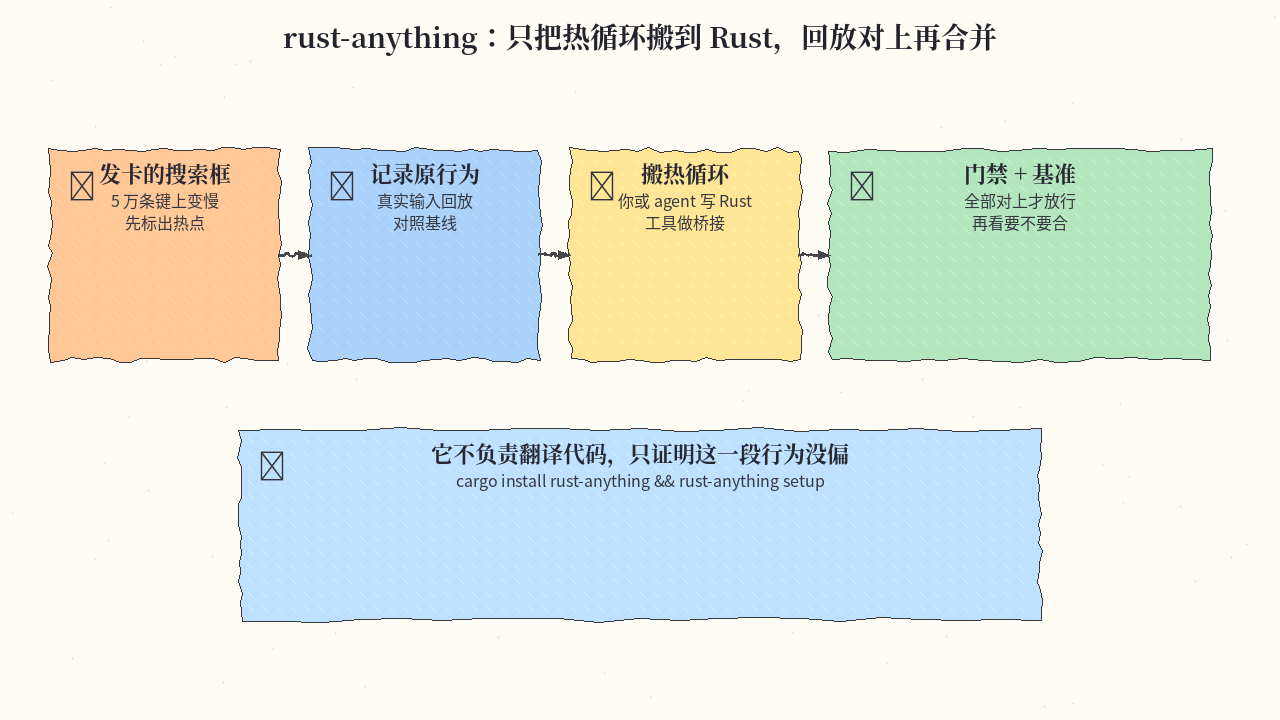 rust-anything：只把热循环搬到 Rust，回放对上再合并
发卡的搜索框
5 万条键上变慢
先标出热点
记录原行为
真实输入回放
对照基线
搬热循环
你或 agent 写 Rust
工具做桥接
门禁 + 基准
全部对上才放行
再看要不要合
它不负责翻译代码，只证明这一段行为没偏
cargo install rust-anything && rust-anything setup